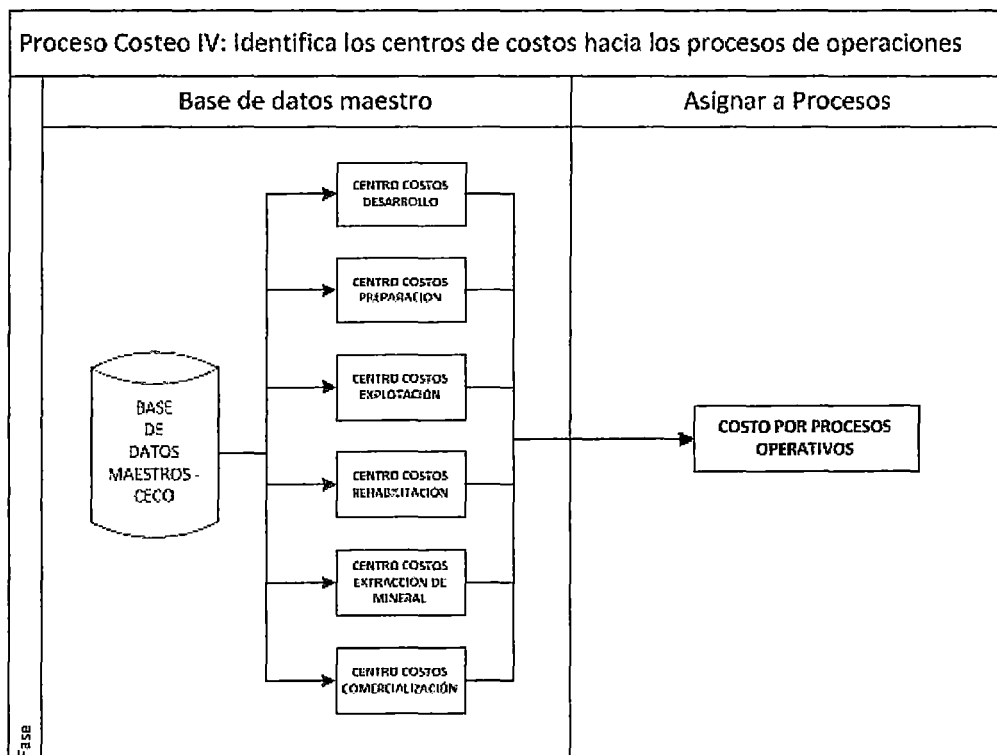 Proceso Costeo IV: Identifica los centros de costos hacia los procesos de operaciones
Base de datos maestro
Asignar a Procesos
CENTRO COSTOS
DESARROLLO
CENTRO COSTOS
PREPARACION
CENTRO COSTOS
EXPLOTACIÓN
BASE
DE
DATOS
MAESTROS -
CECO
COSTO POR PROCESOS
OPERATIVOS
CENTRO COSTOS
REHABILITACIÓN
CENTRO COSTOS
EXTRACCION DE
MINERAL
CENTRO COSTOS
COMERCIALIZACIÓN
Fase